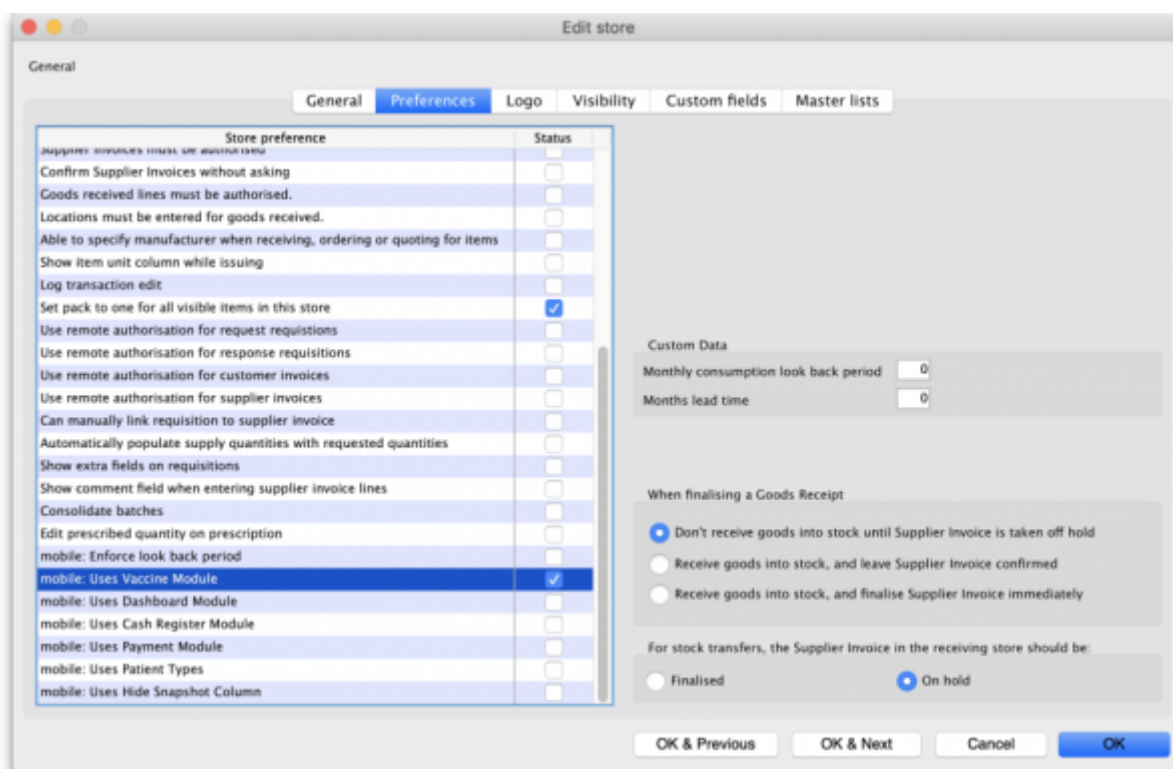 Edit store
General
General Preferences Logo Visibility Custom fields Master lists
Store preference Status
Supplier invoices must be authorised
Confirm Supplier Invoices without asking
Goods received lines must be authorised.
Locations must be entered for goods received.
Able to specify manufacturer when receiving, ordering or quoting for items
Show item unit column while issuing
Log transaction edit
Set pack to one for all visible items in this store
Use remote authorisation for request requistions
Use remote authorisation for response requisitions
Use remote authorisation for customer invoices
Use remote authorisation for supplier invoices
Can manually link requisition to supplier invoice
Automatically populate supply quantities with requested quantities
Show extra fields on requisitions
Show comment field when entering supplier invoice lines
Consolidate batches
Edit prescribed quantity on prescription
mobile: Enforce look back period
mobile: Uses Vaccine Module
mobile: Uses Dashboard Module
mobile: Uses Cash Register Module
mobile: Uses Payment Module
mobile: Uses Patient Types
mobile: Uses Hide Snapshot Column
Custom Data
Monthly consumption look back period 0
Months lead time 0
When finalising a Goods Receipt
Don't receive goods into stock until Supplier Invoice is taken off hold
Receive goods into stock, and leave Supplier Invoice confirmed
Receive goods into stock, and finalise Supplier Invoice immediately
For stock transfers, the Supplier Invoice in the receiving store should be:
Finalised On hold
OK & Previous OK & Next Cancel OK